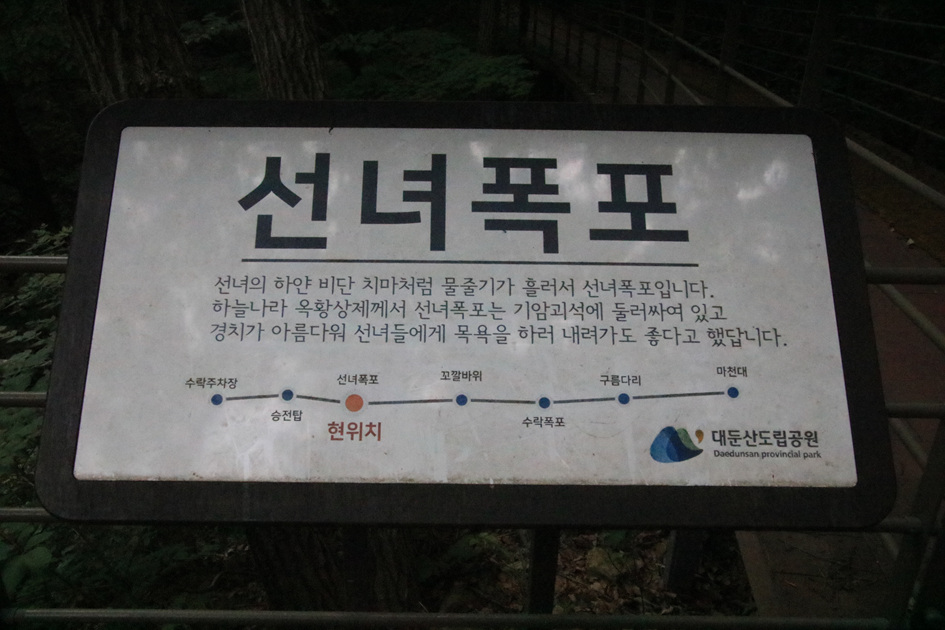 선녀폭포
선녀의 하얀 비단 치마처럼 물줄기가 흘러서 선녀폭포입니다.
하늘나라 옥황상제께서 선녀폭포는 기암괴석에 둘러싸여 있고
경치가 아름다워 선녀들에게 목욕을 하러 내려가도 좋다고 했답니다.
수락주차장
승전탑
선녀폭포
현위치
꼬깔바위
수락폭포
구름다리
마천대
대둔산도립공원
Daedunsan provincial park